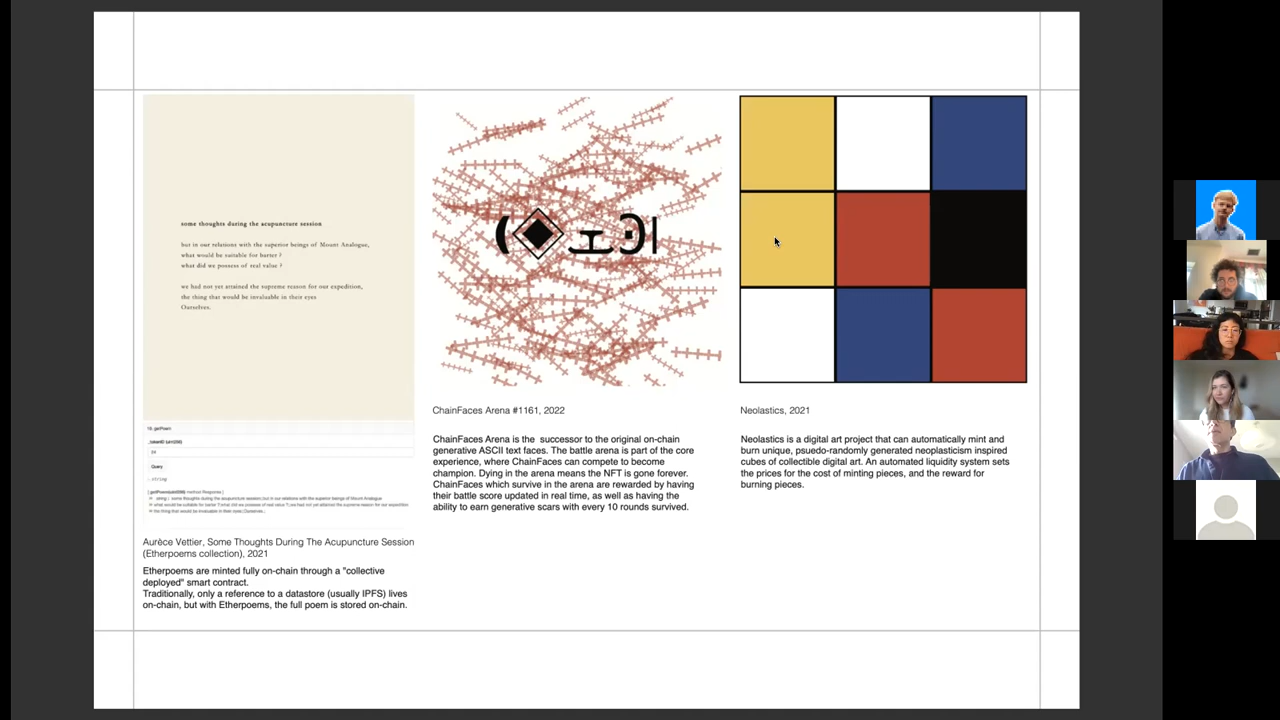 some thoughts during the acupuncture session
but in our relations with the superior beings of Mount Analogue,
what would be suitable for barter ?
what did we possess of real value ?
we had not yet attained the supreme reason for our expedition,
the thing that would be invaluable in their eyes
Ourselves.
_tokenID (uint256)
24
Query
string
Aurèce Vettier, Some Thoughts During The Acupuncture Session
(Etherpoems collection), 2021
Etherpoems are minted fully on-chain through a "collective
deployed" smart contract.
Traditionally, only a reference to a datastore (usually IPFS) lives
on-chain, but with Etherpoems, the full poem is stored on-chain.
ChainFaces Arena #1161, 2022
ChainFaces Arena is the successor to the original on-chain
generative ASCII text faces. The battle arena is part of the core
experience, where ChainFaces can compete to become
champion. Dying in the arena means the NFT is gone forever.
ChainFaces which survive in the arena are rewarded by having
their battle score updated in real time, as well as having the
ability to earn generative scars with every 10 rounds survived.
Neolastics, 2021
Neolastics is a digital art project that can automatically mint and
burn unique, psuedo-randomly generated neoplasticism inspired
cubes of collectible digital art. An automated liquidity system sets
the prices for the cost of minting pieces, and the reward for
burning pieces.